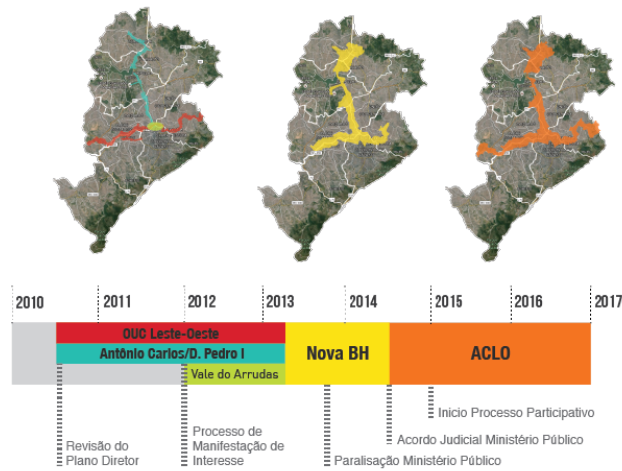 2010
2011
2012
2013
2014
2015
2016
2017
OUC Leste-Oeste
Antônio Carlos/D. Pedro I
Vale do Arrudas
Nova BH
ACLO
Inicio Processo Participativo
Acordo Judicial Ministério Público
Paralisação Ministério Público
Processo de
Manifestação de
Interesse
Revisão do
Plano Diretor